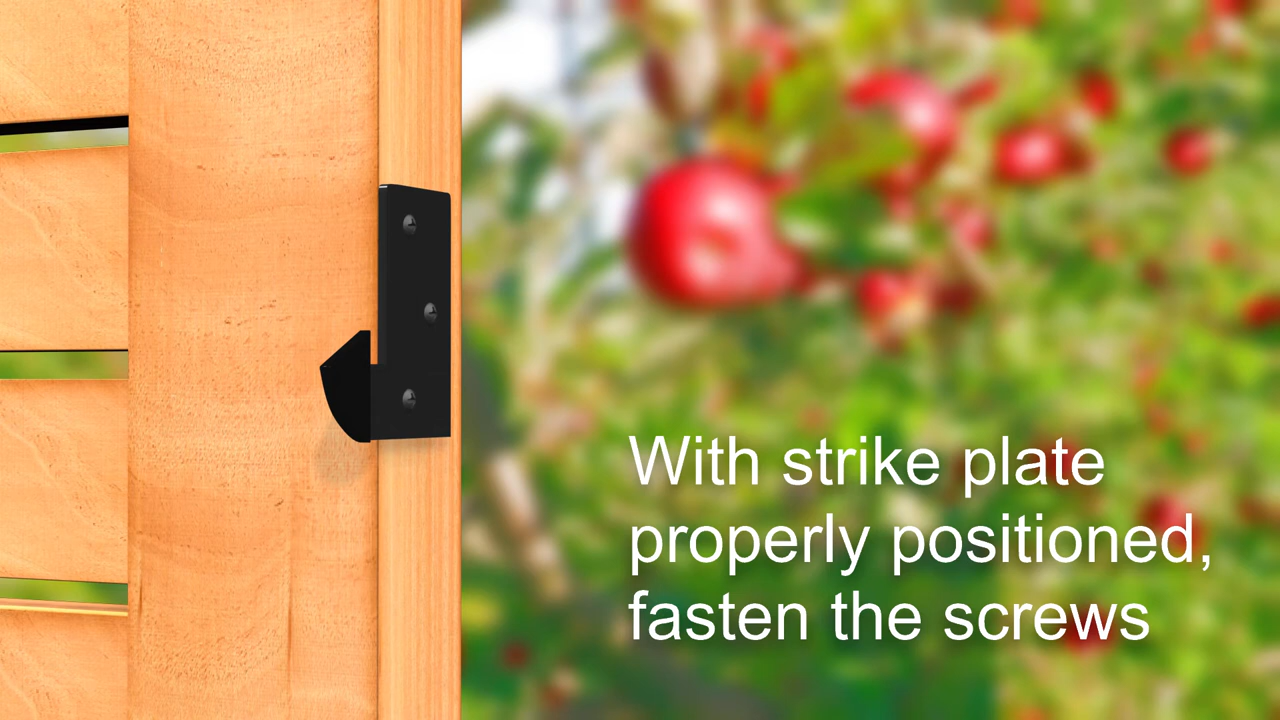 With strike plate
properly positioned,
fasten the screws